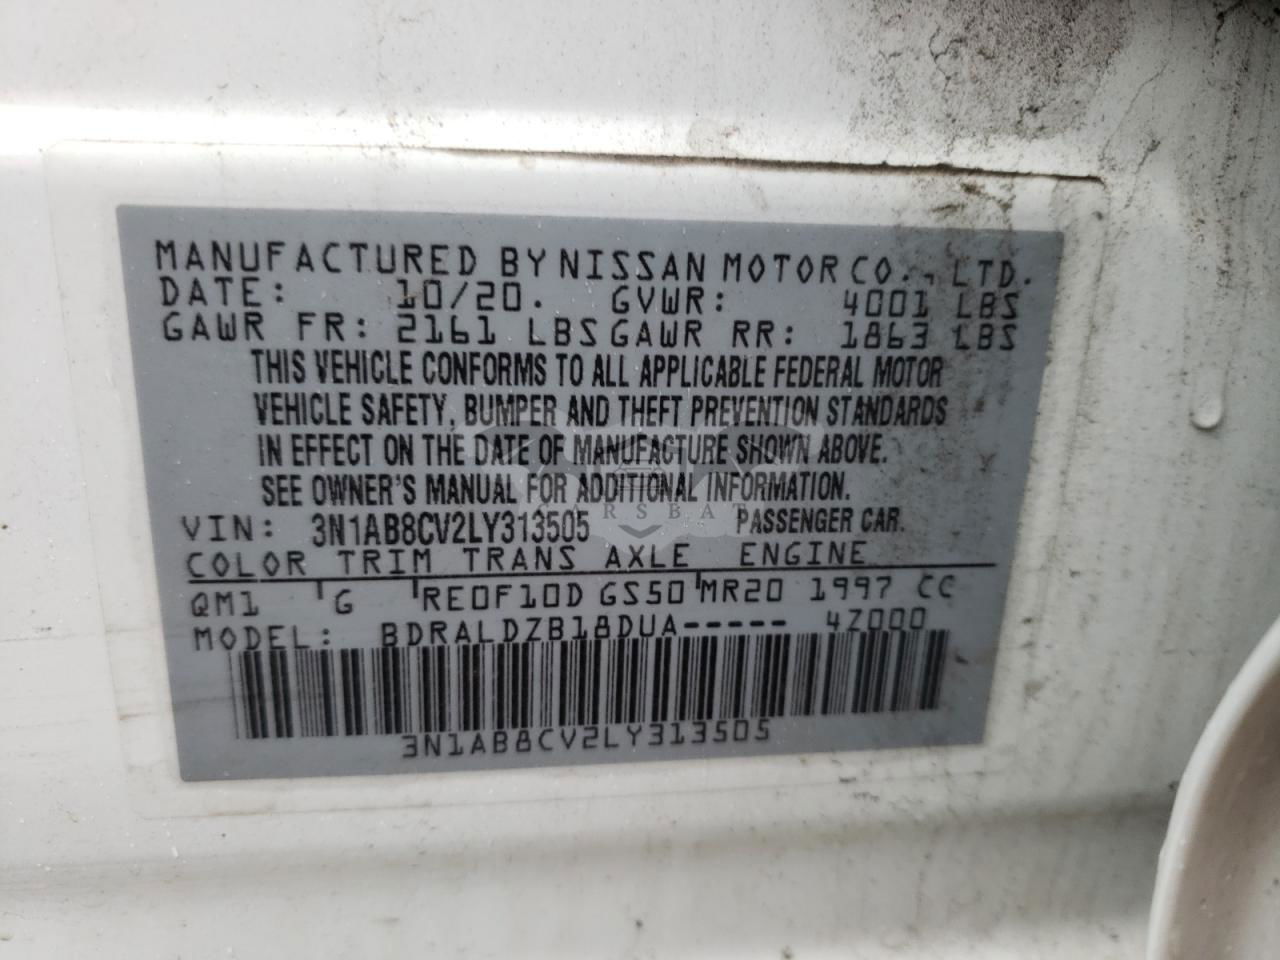 MANUFACTURED BY NISSAN MOTOR CO., LTD.
DATE: 10/20. GVWR: 4001 LBS
GAWR FR: 2161 LBS GAWR RR: 1863 LBS
THIS VEHICLE CONFORMS TO ALL APPLICABLE FEDERAL MOTOR
VEHICLE SAFETY, BUMPER AND THEFT PREVENTION STANDARDS
IN EFFECT ON THE DATE OF MANUFACTURE SHOWN ABOVE.
SEE OWNER'S MANUAL FOR ADDITIONAL INFORMATION.
CARSBAT
VIN: 3N1AB8CV2LY313505 PASSENGER CAR.
COLOR TRIM TRANS AXLE ENGINE
QM1 G RE0F10D GS50 MR20 1997 CC
MODEL: BDRALDZB18DUA----- 4Z000
3N1AB8CV2LY313505